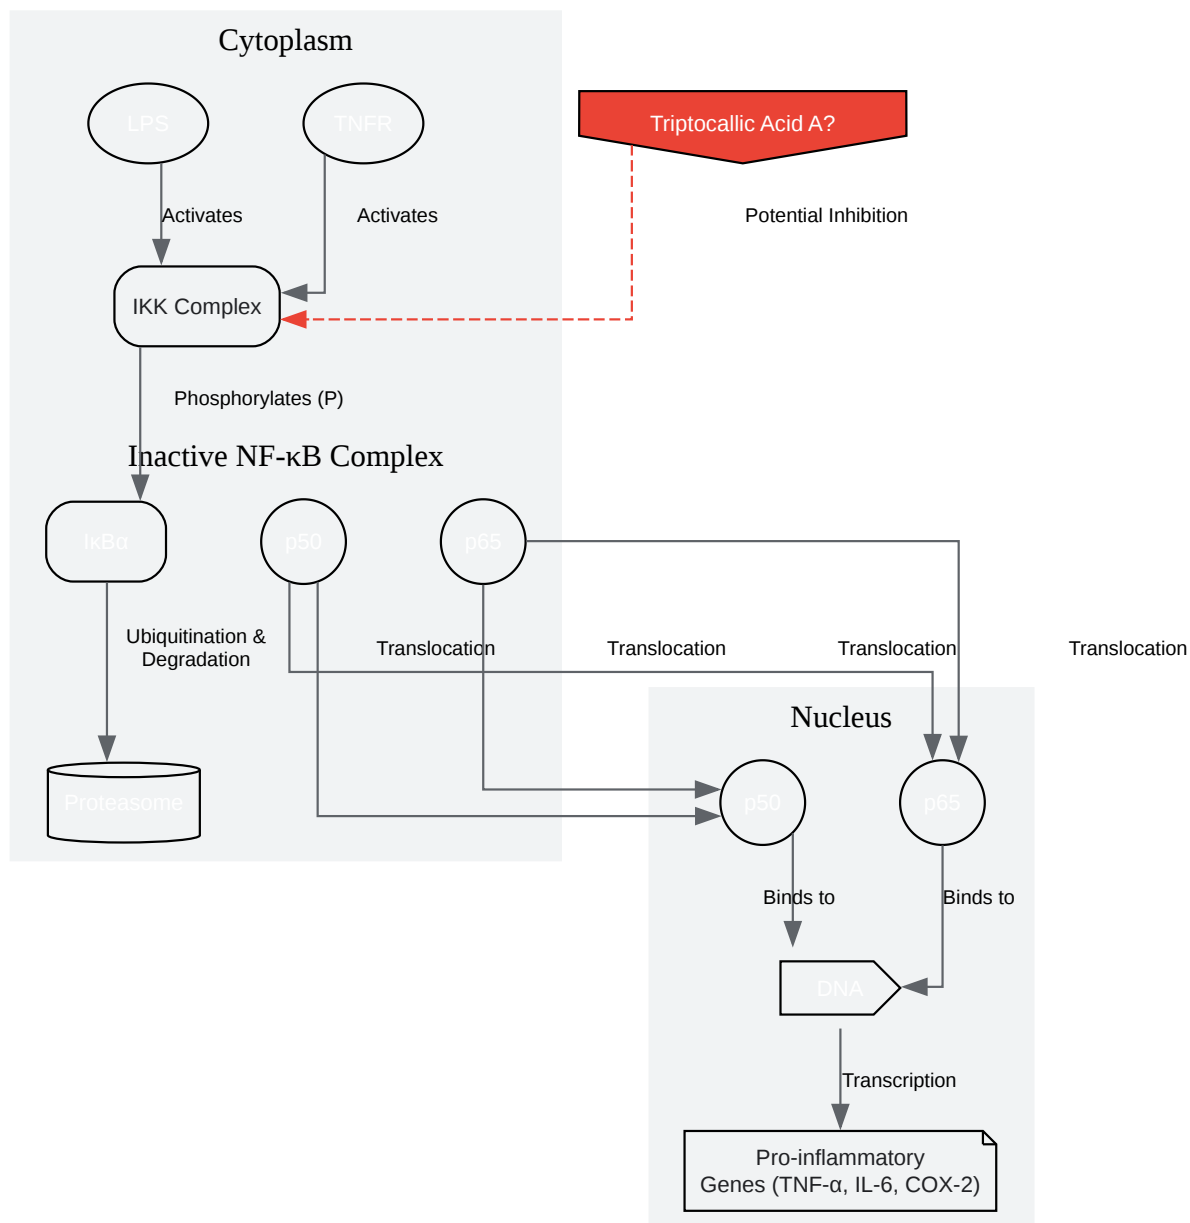 Cytoplasm
LPS
TNFR
Triptocallic Acid A?
Activates
Activates
Potential Inhibition
IKK Complex
Phosphorylates (P)
Inactive NF-κB Complex
IκBα
p50
p65
Ubiquitination &
Degradation
Translocation
Translocation
Translocation
Translocation
Nucleus
Proteasome
p50
p65
Binds to
Binds to
DNA
Transcription
Pro-inflammatory
Genes (TNF-α, IL-6, COX-2)